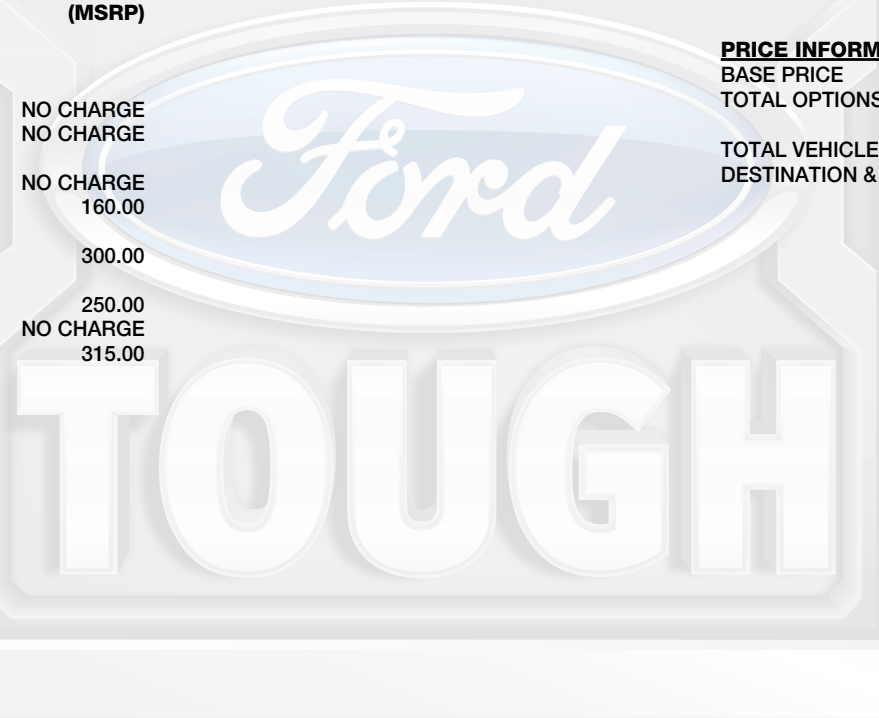 (MSRP)
NO CHARGE
NO CHARGE
NO CHARGE
160.00
300.00
250.00
NO CHARGE
315.00
PRICE INFORM
BASE PRICE
TOTAL OPTIONS
TOTAL VEHICLE
DESTINATION &
Ford
TOUGH